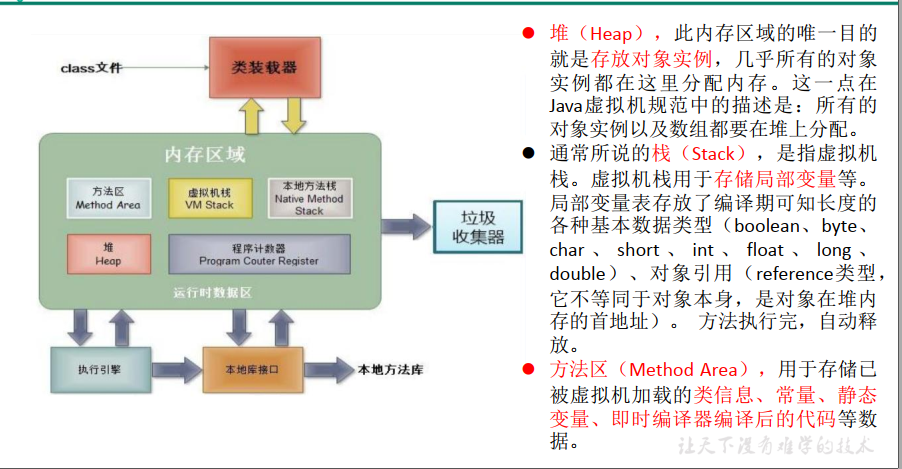 class文件
类装载器
内存区域
方法区
Method Area
虚拟机栈
VM Stack
本地方法栈
Native Method
Stack
堆
Heap
程序计数器
Program Couter Register
运行时数据区
垃圾
收集器
执行引擎
本地库接口
本地方法库
● 堆（Heap），此内存区域的唯一目的
就是存放对象实例，几乎所有的对象
实例都在这里分配内存。这一点在
Java虚拟机规范中的描述是：所有的
对象实例以及数组都要在堆上分配。
● 通常所说的栈（Stack），是指虚拟机
栈。虚拟机栈用于存储局部变量等。
局部变量表存放了编译期可知长度的
各种基本数据类型（boolean、byte、
char 、 short 、 int 、 float 、 long 、
double）、对象引用（reference类型，
它不等同于对象本身，是对象在堆内
存的首地址）。 方法执行完，自动释
放。
● 方法区（Method Area），用于存储已
被虚拟机加载的类信息、常量、静态
变量、即时编译器编译后的代码等数
据。
让天下没有难学的技术